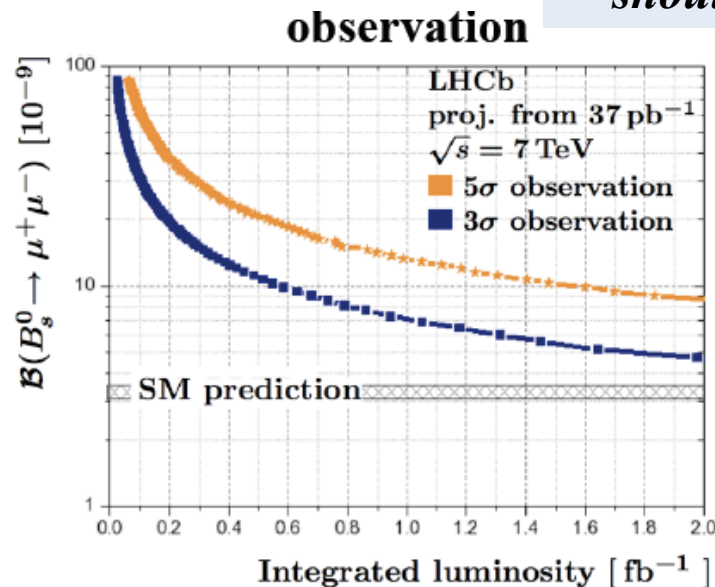 observation
100
10
1
B(B⁰ₛ → μ⁺μ⁻) [10⁻⁹]
LHCb
proj. from 37 pb⁻¹
√s = 7 TeV
5σ observation
3σ observation
SM prediction
0.0 0.2 0.4 0.6 0.8 1.0 1.2 1.4 1.6 1.8 2.0
Integrated luminosity [ fb⁻¹ ]